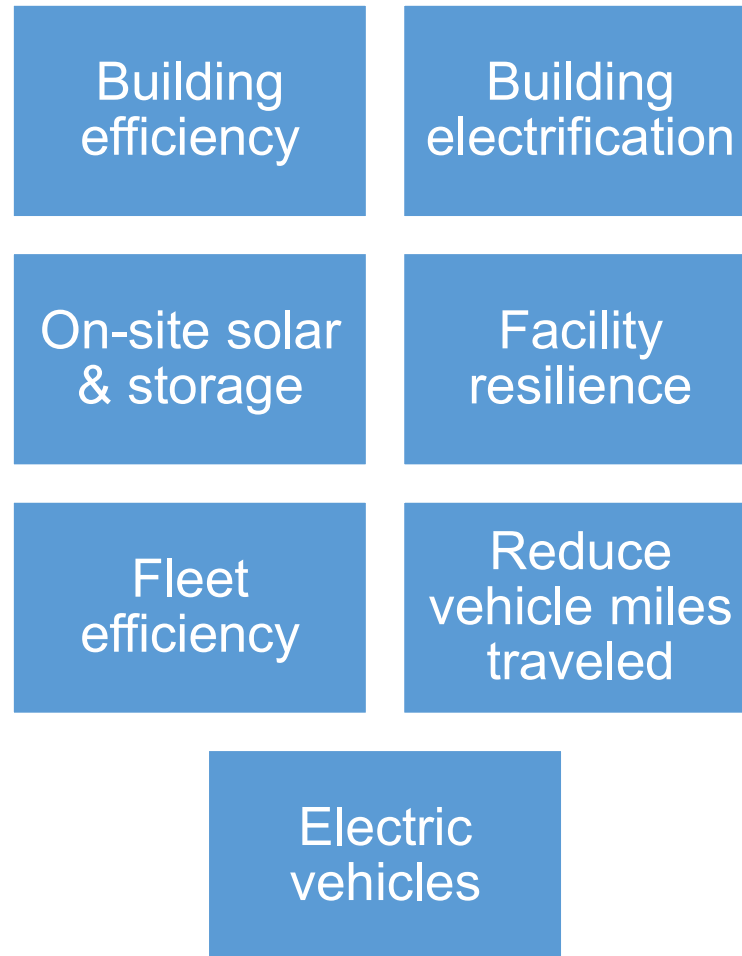 Building
efficiency
Building
electrification
On-site solar
& storage
Facility
resilience
Fleet
efficiency
Reduce
vehicle miles
traveled
Electric
vehicles